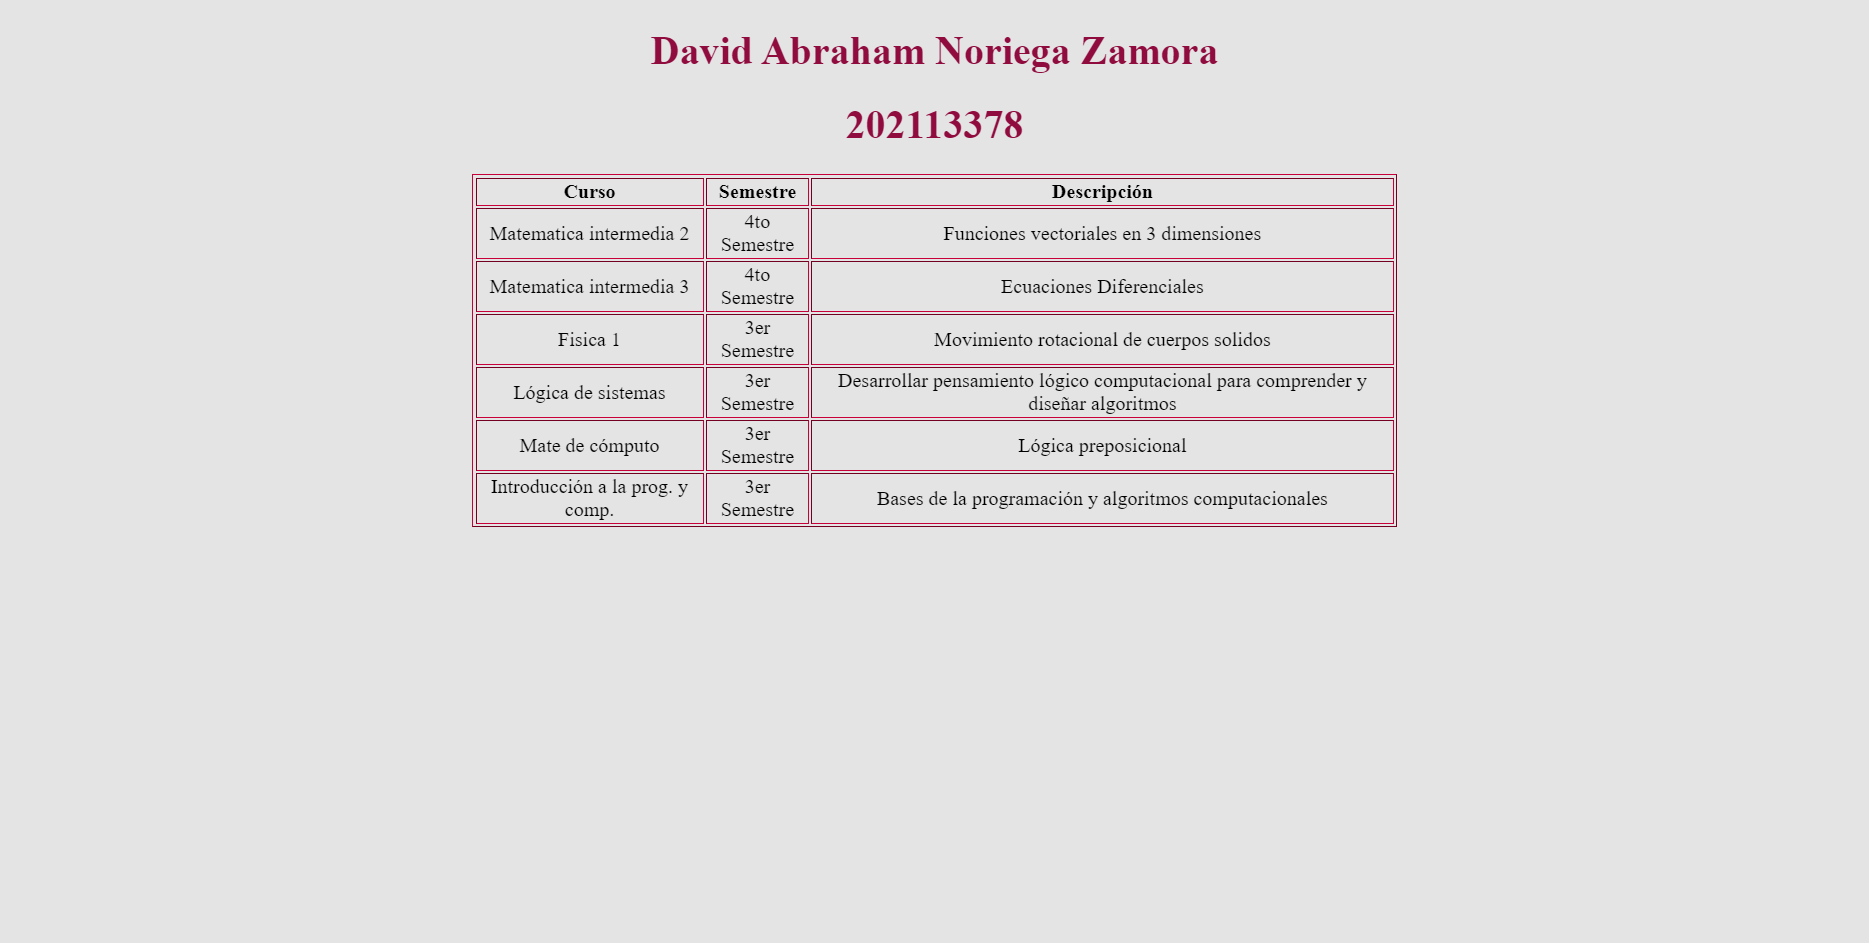 David Abraham Noriega Zamora
202113378
Curso Semestre Descripción
Matematica intermedia 2 4to Semestre Funciones vectoriales en 3 dimensiones
Matematica intermedia 3 4to Semestre Ecuaciones Diferenciales
Fisica 1 3er Semestre Movimiento rotacional de cuerpos solidos
Lógica de sistemas 3er Semestre Desarrollar pensamiento lógico computacional para comprender y diseñar algoritmos
Mate de cómputo 3er Semestre Lógica preposicional
Introducción a la prog. y comp. 3er Semestre Bases de la programación y algoritmos computacionales